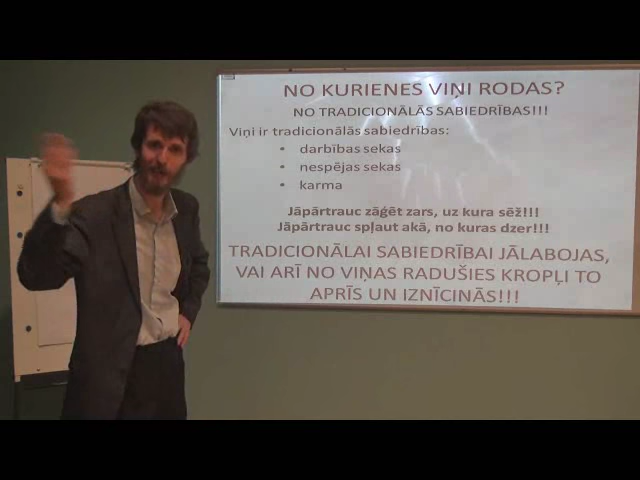 NO KURIENES VIŅI RODAS?
NO TRADICIONĀLĀS SABIEDRĪBAS!!!
Viņi ir tradicionālās sabiedrības:
• darbības sekas
• nespējas sekas
• karma
Jāpārtrauc zāģēt zars, uz kura sēž!!!
Jāpārtrauc spļaut akā, no kuras dzer!!!
TRADICIONĀLAI SABIEDRĪBAI JĀLABOJAS,
VAI ARĪ NO VIŅAS RADUŠIES KROPĻI TO
APRĪS UN IZNĪCINĀS!!!